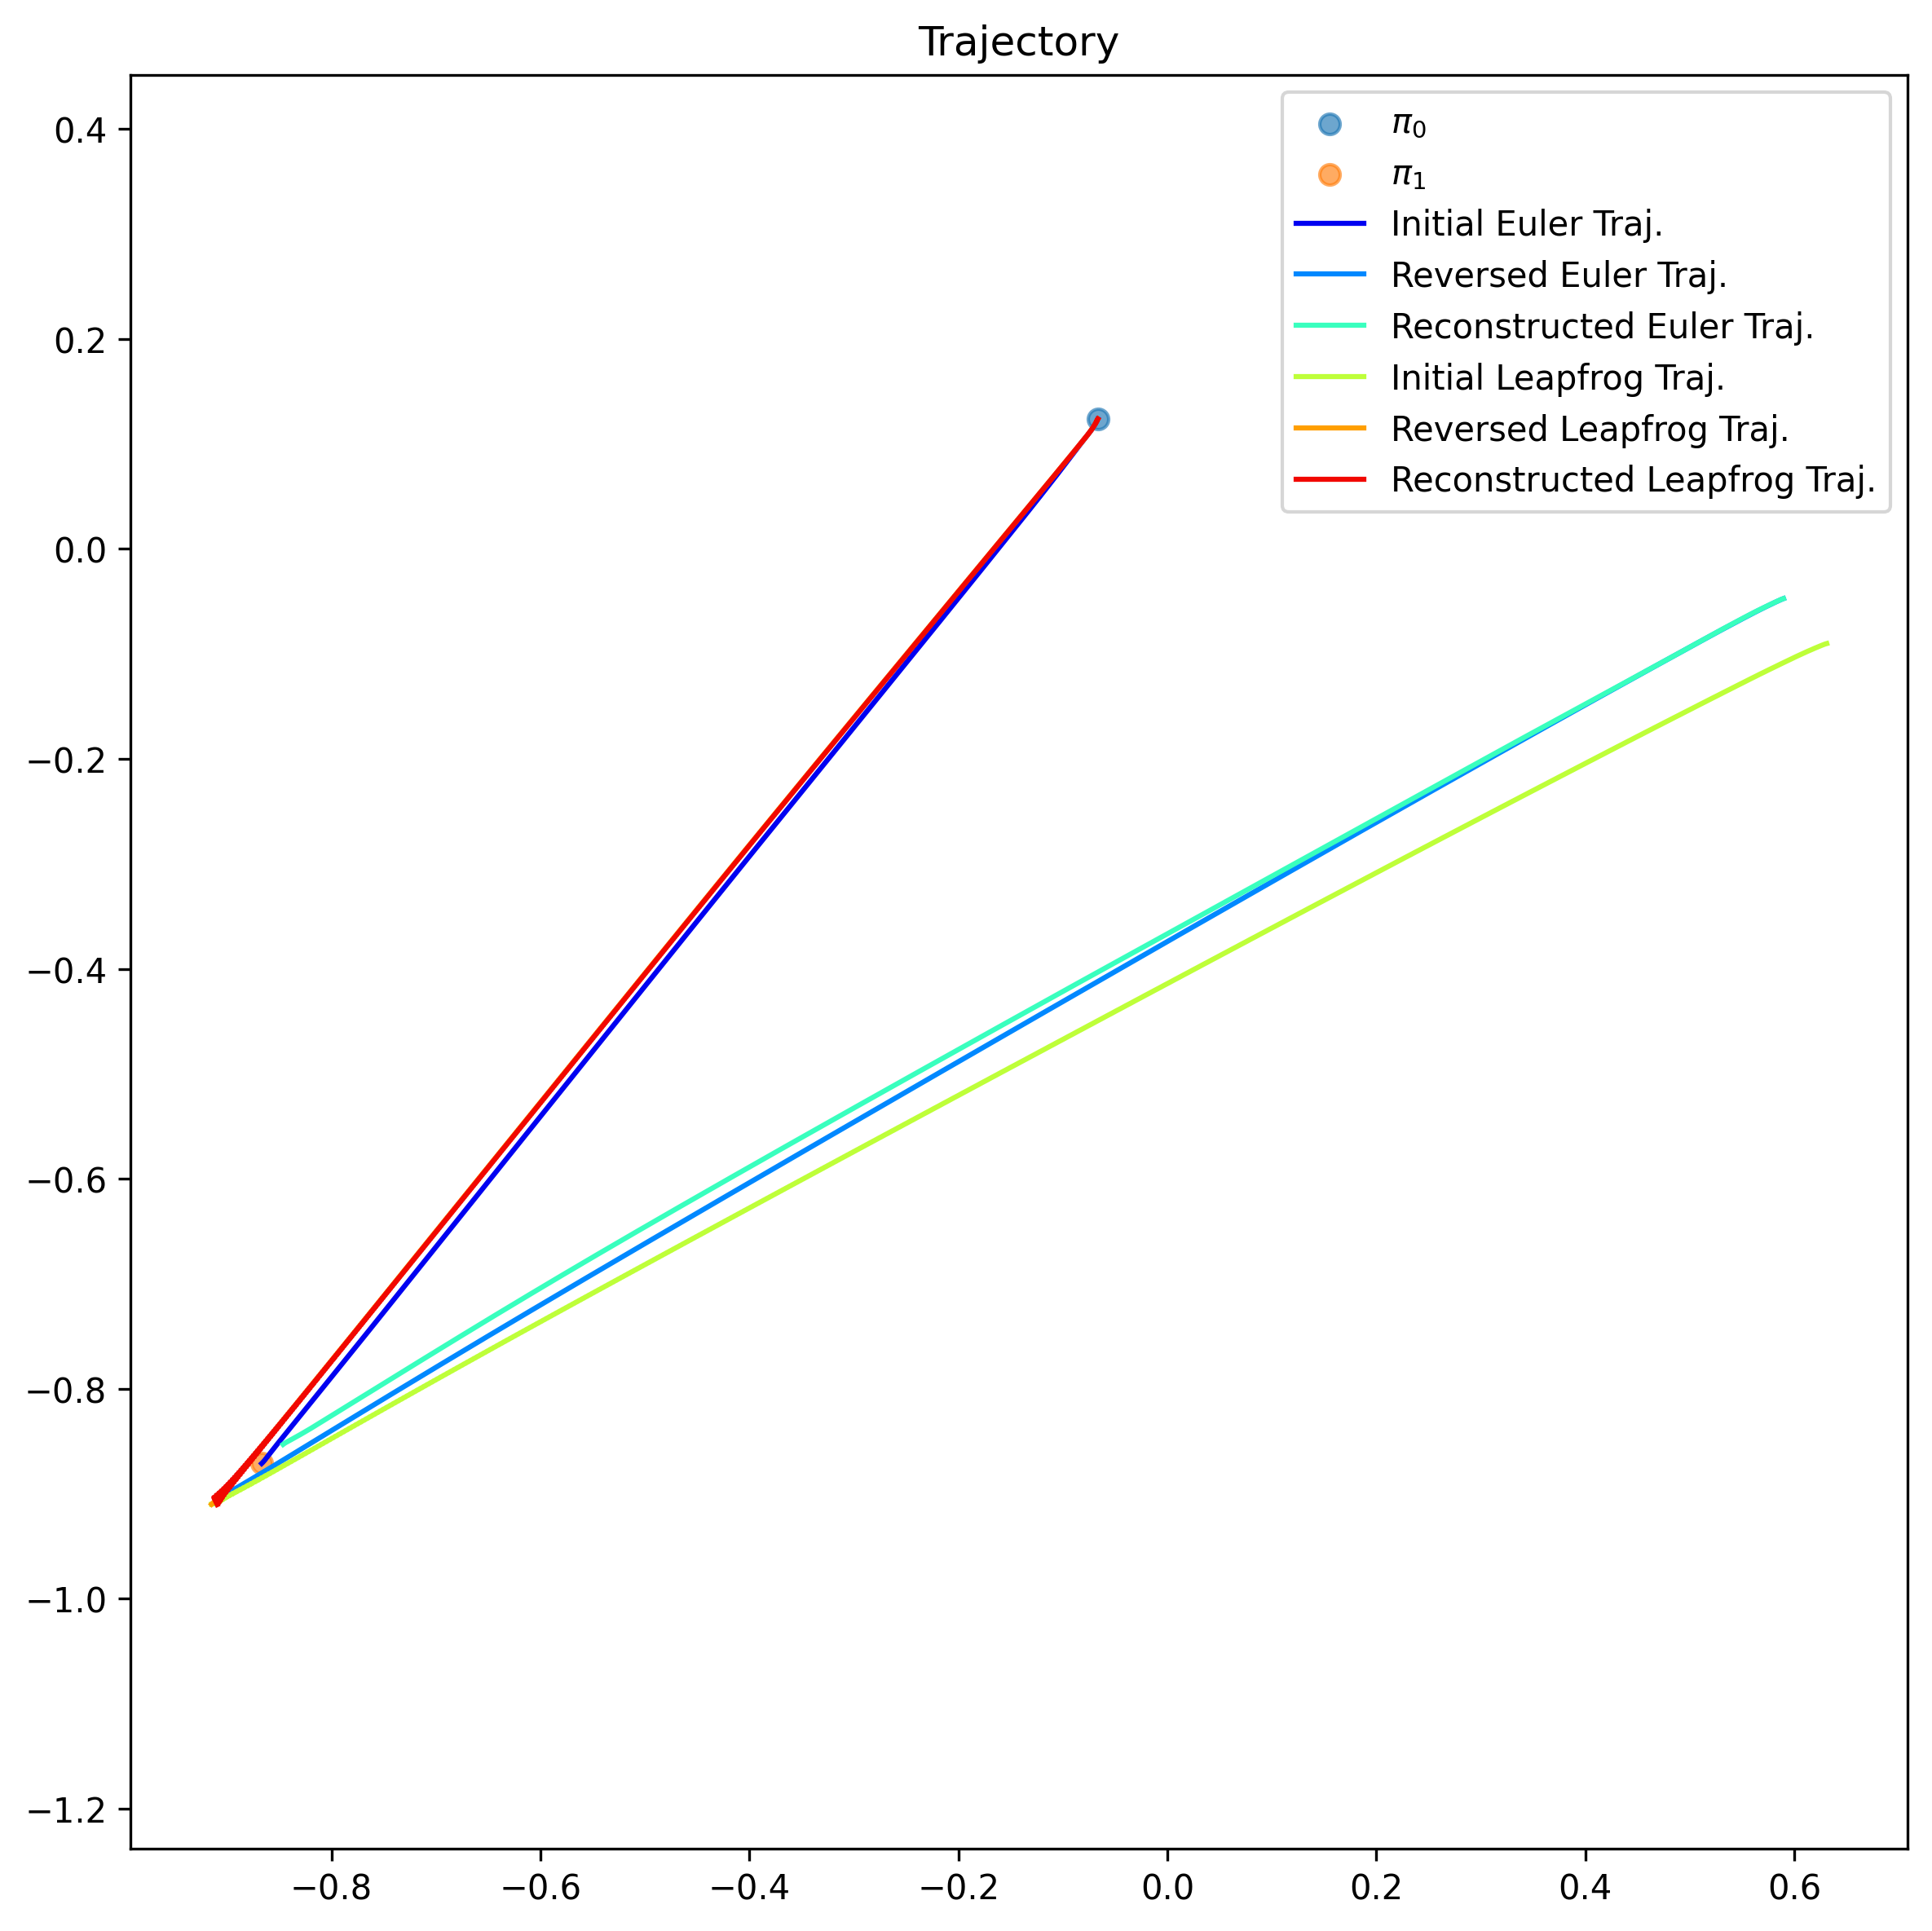 Trajectory
π₀
π₁
Initial Euler Traj.
Reversed Euler Traj.
Reconstructed Euler Traj.
Initial Leapfrog Traj.
Reversed Leapfrog Traj.
Reconstructed Leapfrog Traj.
0.4
0.2
0.0
−0.2
−0.4
−0.6
−0.8
−1.0
−1.2
−0.8 −0.6 −0.4 −0.2 0.0 0.2 0.4 0.6